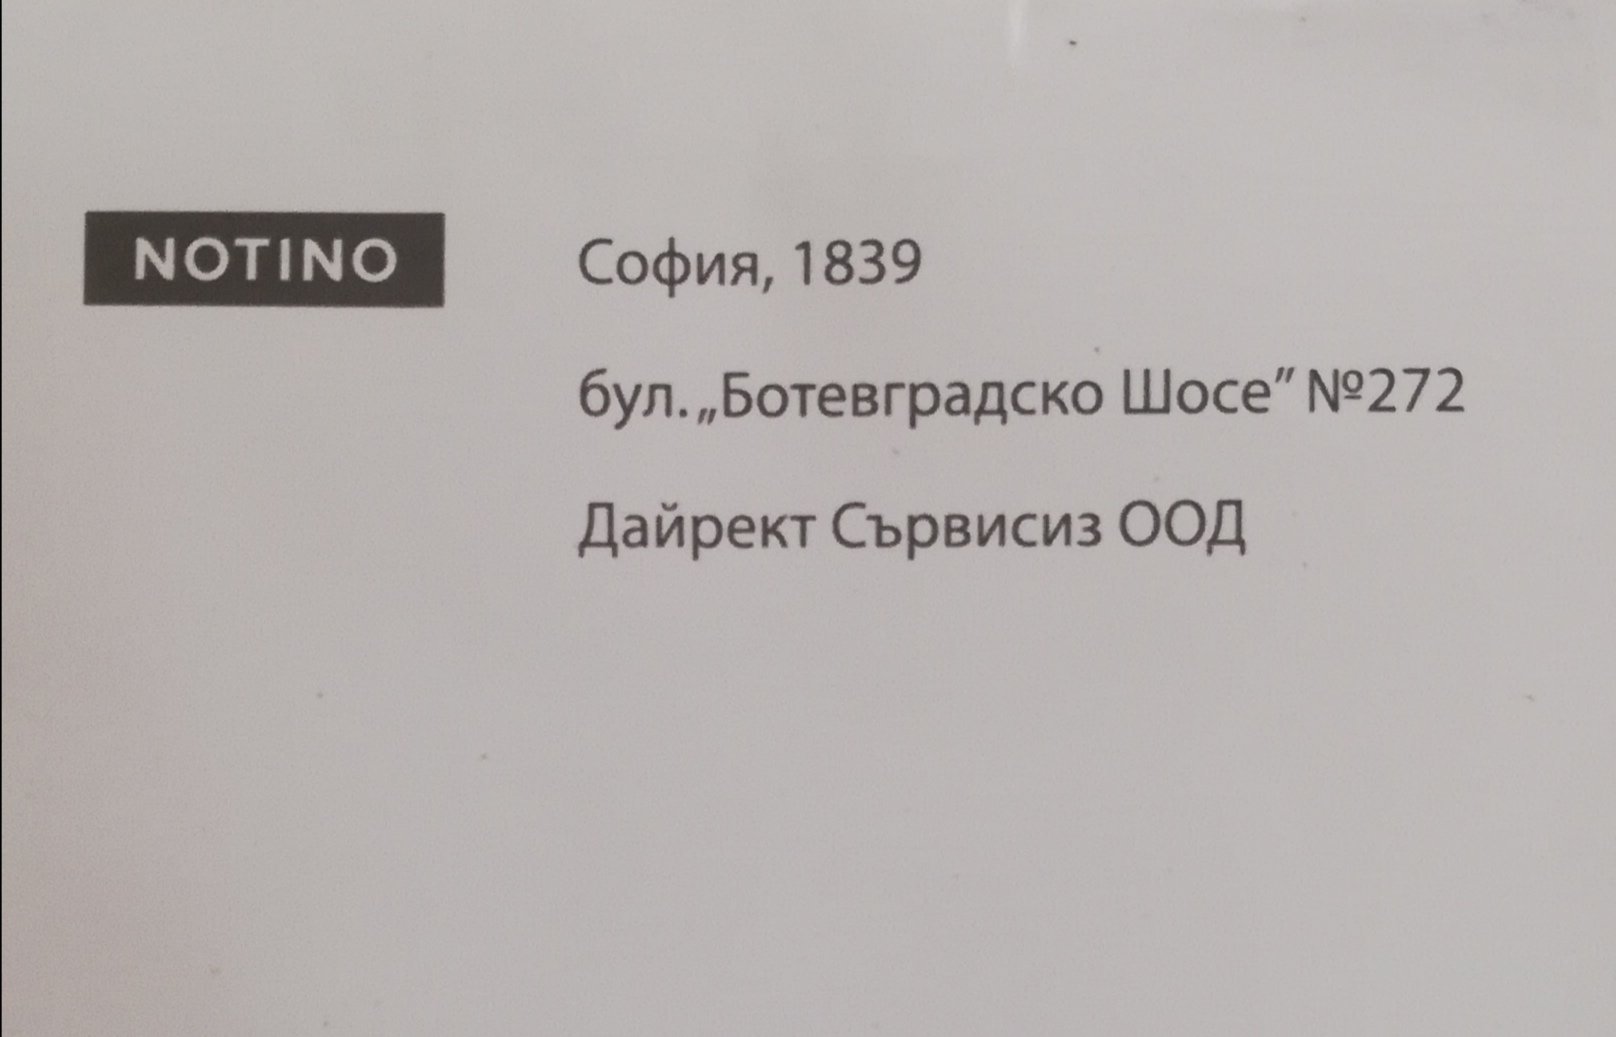 NOTINO
София, 1839
бул. „Ботевградско Шосе” №272
Дайрект Сървисиз ООД